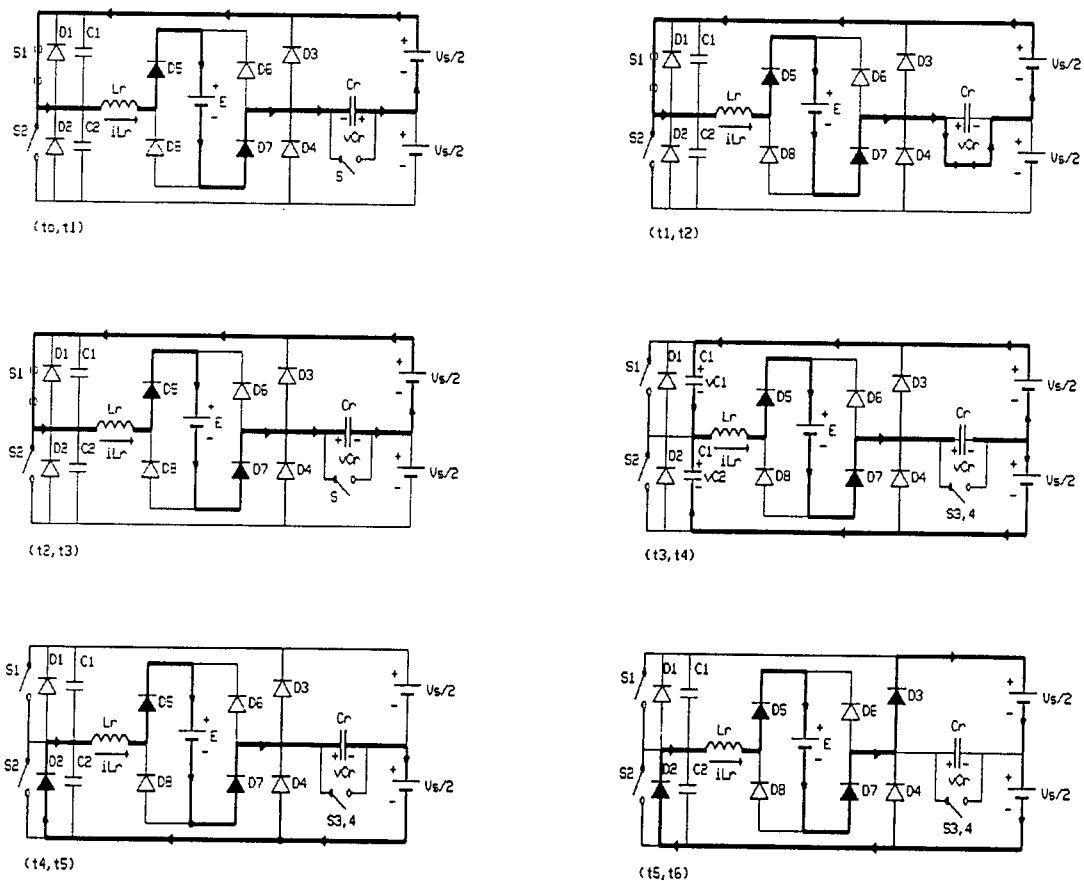 S1 D1 C1 D5 D6 D3 + Vs/2 -
Lr + E - Cr - +
S2 D2 C2 iLr D8 D7 D4 vCr S + Vs/2 -
(to,t1)
S1 D1 C1 D5 D6 D3 + Vs/2 -
Lr + E - Cr + -
S2 D2 C2 iLr D8 D7 D4 vCr + Vs/2 -
(t1,t2)
S1 D1 C1 D5 D6 D3 + Vs/2 -
Lr + E - Cr + -
S2 D2 C2 iLr D8 D7 D4 vCr S + Vs/2 -
(t2,t3)
S1 D1 C1 + vC1 - D5 D6 D3 + Vs/2 -
Lr + E - Cr + -
S2 D2 C1 + vC2 - iLr D8 D7 D4 vCr S3,4 + Vs/2 -
(t3,t4)
S1 D1 C1 D5 D6 D3 + Vs/2 -
Lr + E - Cr + -
S2 D2 C2 iLr D8 D7 D4 vCr S3,4 + Vs/2 -
(t4,t5)
S1 D1 C1 D5 D6 D3 + Vs/2 -
Lr + E - Cr + -
S2 D2 C2 iLr D8 D7 D4 vCr S3,4 + Vs/2 -
(t5,t6)